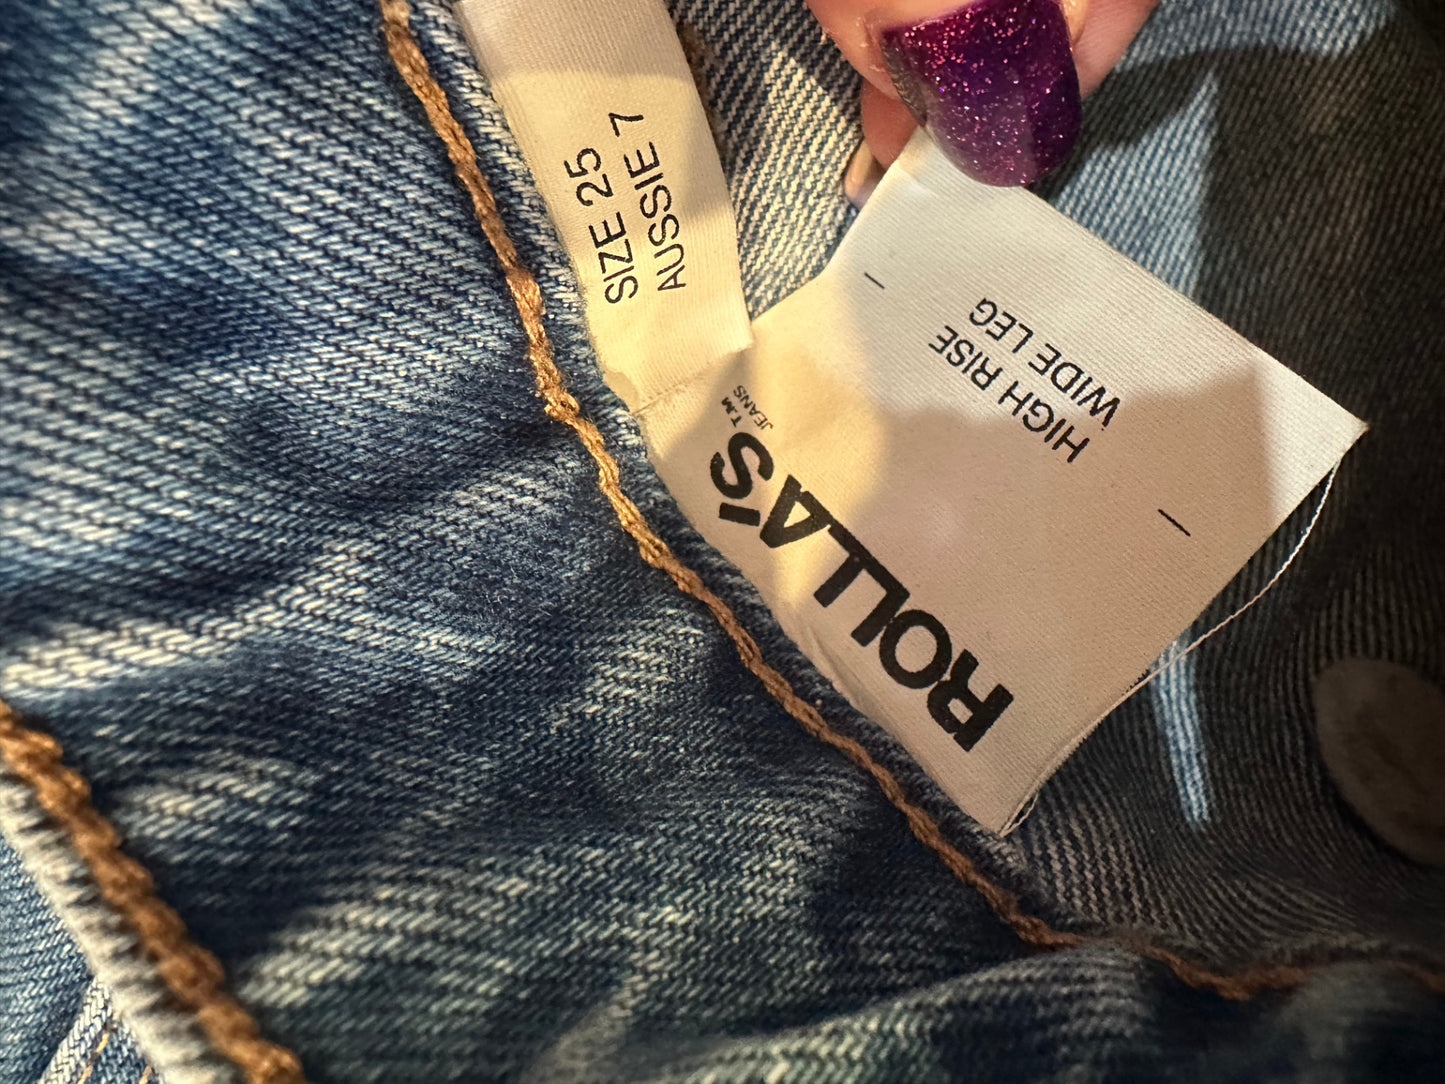 SIZE 25
AUSSIE 7
ROLLA'S
T.M
JEANS
HIGH RISE
WIDE LEG